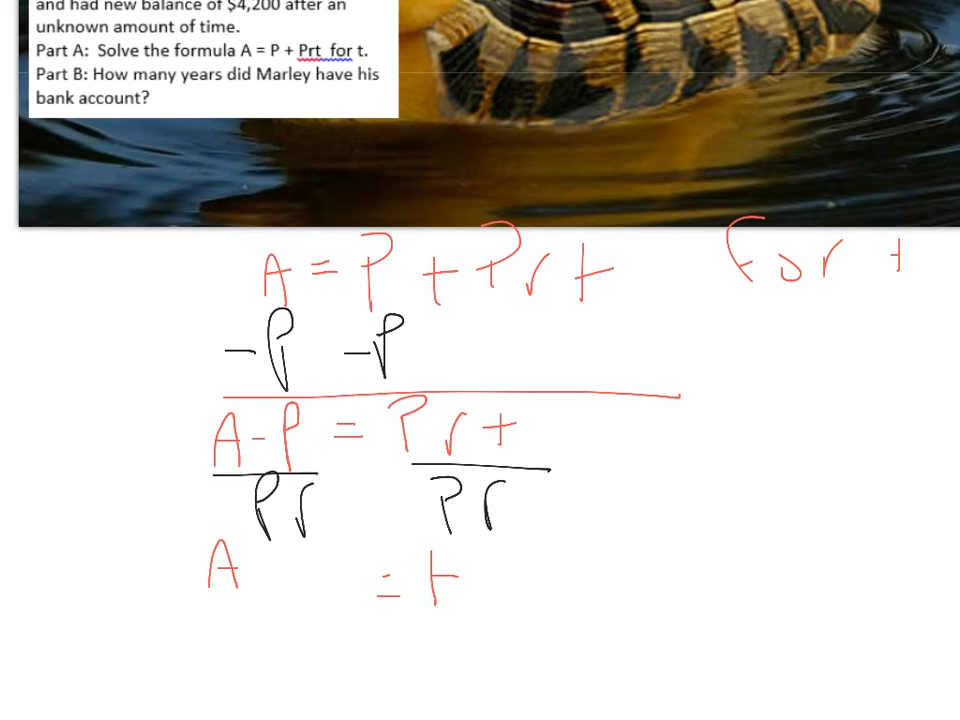 and had new balance of $4,200 after an
unknown amount of time.
Part A: Solve the formula A = P + Prt for t.
Part B: How many years did Marley have his
bank account?
A = P + Prt For t
-P -P
A-P = Prt
Pr Pr
A = t